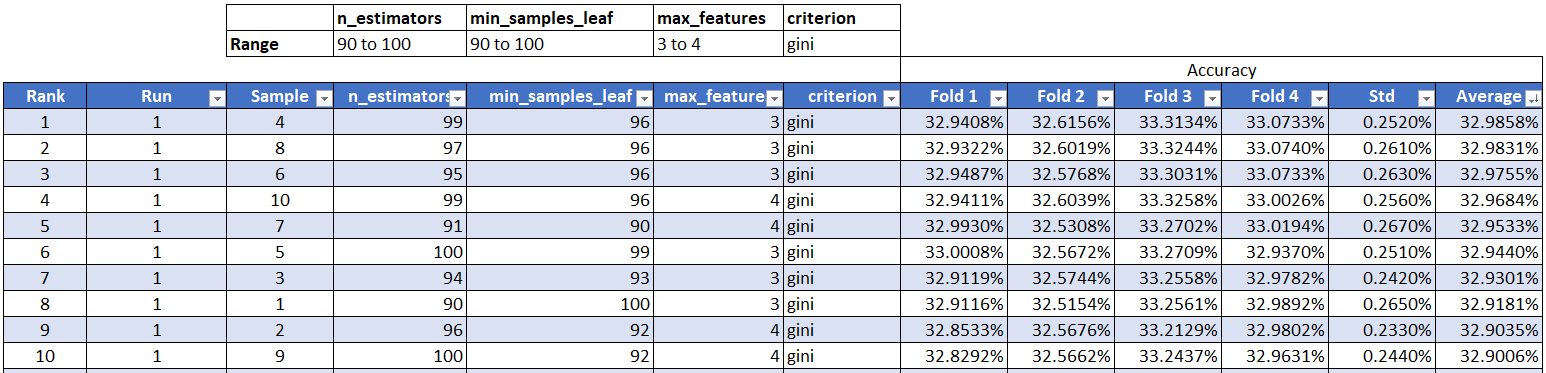 n_estimators min_samples_leaf max_features criterion
Range 90 to 100 90 to 100 3 to 4 gini
Accuracy
Rank Run Sample n_estimators min_samples_leaf max_feature criterion Fold 1 Fold 2 Fold 3 Fold 4 Std Average
1 1 4 99 96 3 gini 32.9408% 32.6156% 33.3134% 33.0733% 0.2520% 32.9858%
2 1 8 97 96 3 gini 32.9322% 32.6019% 33.3244% 33.0740% 0.2610% 32.9831%
3 1 6 95 96 3 gini 32.9487% 32.5768% 33.3031% 33.0733% 0.2630% 32.9755%
4 1 10 99 96 4 gini 32.9411% 32.6039% 33.3258% 33.0026% 0.2560% 32.9684%
5 1 7 91 90 4 gini 32.9930% 32.5308% 33.2702% 33.0194% 0.2670% 32.9533%
6 1 5 100 99 3 gini 33.0008% 32.5672% 33.2709% 32.9370% 0.2510% 32.9440%
7 1 3 94 93 3 gini 32.9119% 32.5744% 33.2558% 32.9782% 0.2420% 32.9301%
8 1 1 90 100 3 gini 32.9116% 32.5154% 33.2561% 32.9892% 0.2650% 32.9181%
9 1 2 96 92 4 gini 32.8533% 32.5676% 33.2129% 32.9802% 0.2330% 32.9035%
10 1 9 100 92 4 gini 32.8292% 32.5662% 33.2437% 32.9631% 0.2440% 32.9006%